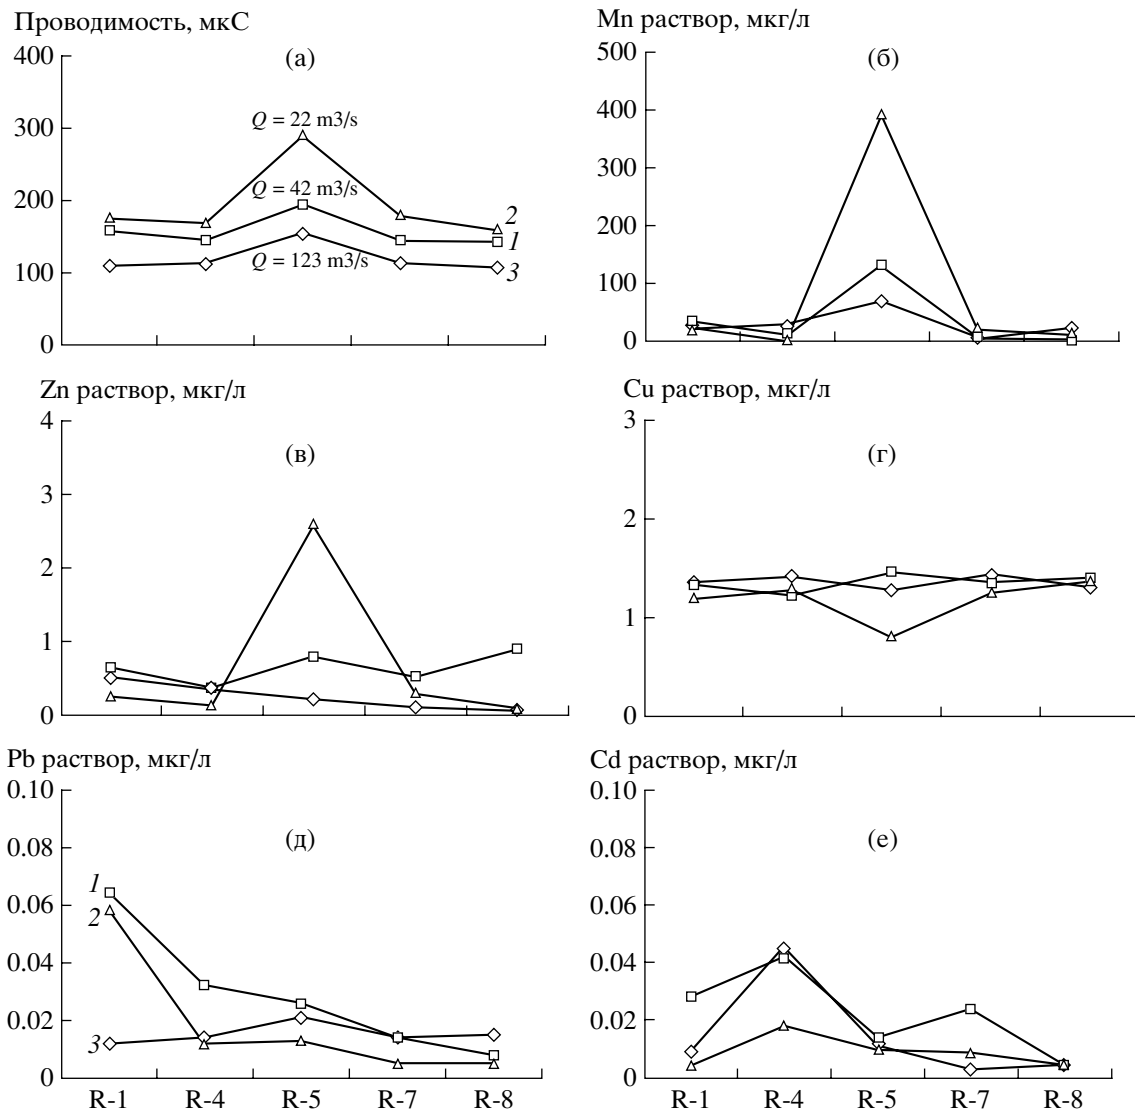 Проводимость, мкС
400
300
200
100
0
(а)
Q = 22 m3/s
Q = 42 m3/s
Q = 123 m3/s
2
1
3
Mn раствор, мкг/л
500
400
300
200
100
0
(б)
Zn раствор, мкг/л
4
3
2
1
0
(в)
Cu раствор, мкг/л
3
2
1
0
(г)
Pb раствор, мкг/л
0.10
0.08
0.06
0.04
0.02
0
(д)
1
2
3
R-1 R-4 R-5 R-7 R-8
Cd раствор, мкг/л
0.10
0.08
0.06
0.04
0.02
0
(е)
R-1 R-4 R-5 R-7 R-8